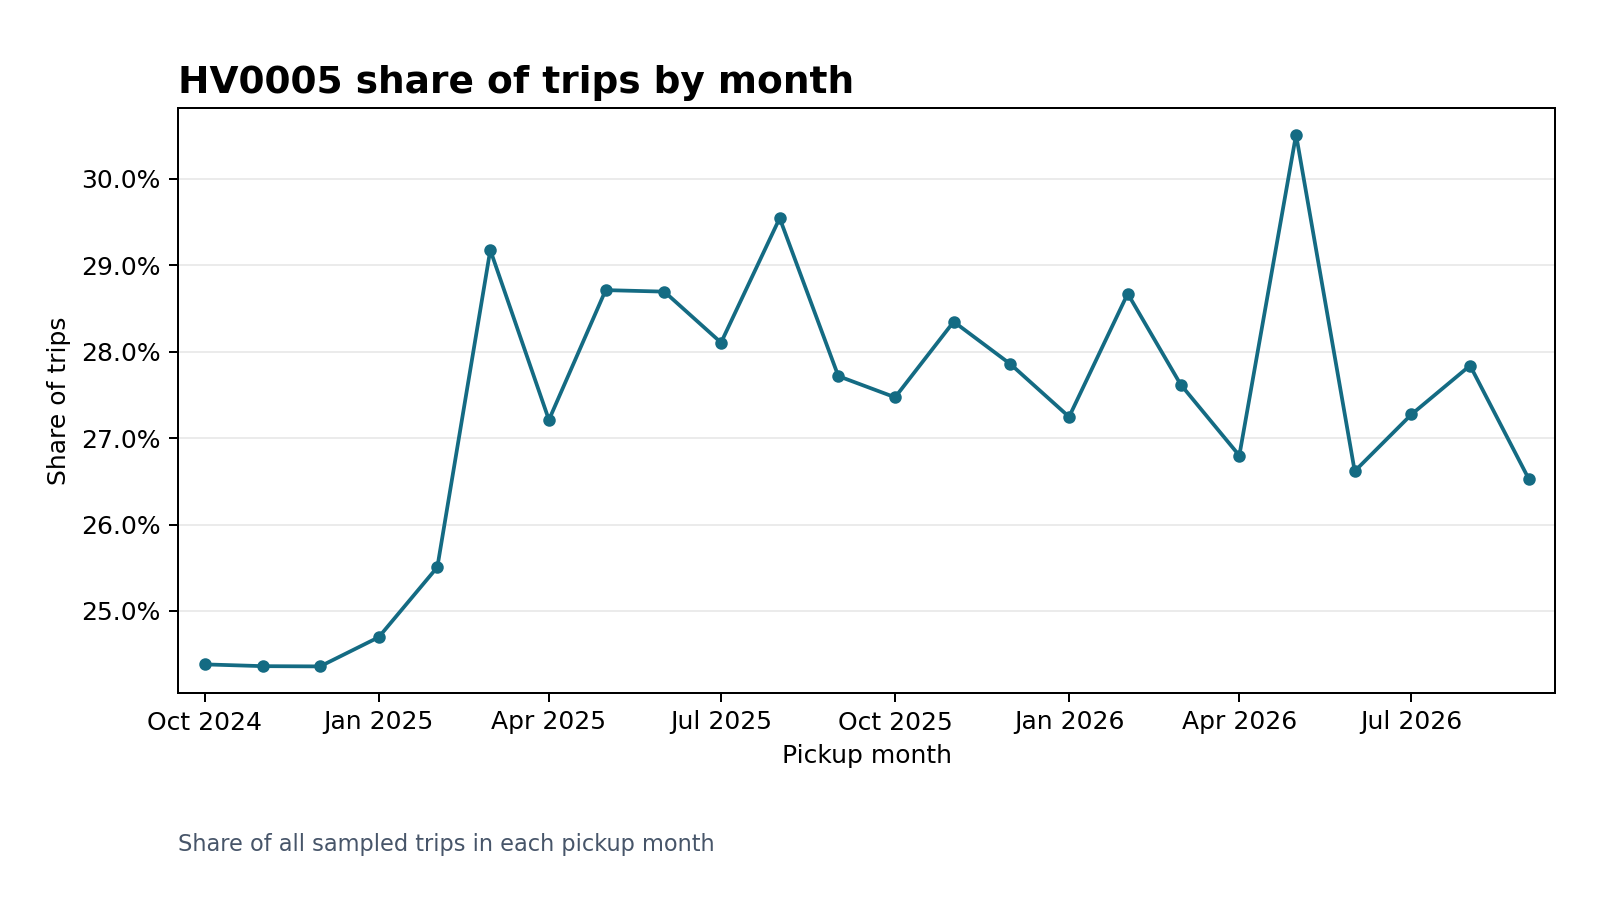 HV0005 share of trips by month
30.0%
29.0%
28.0%
27.0%
26.0%
25.0%
Share of trips
Oct 2024 Jan 2025 Apr 2025 Jul 2025 Oct 2025 Jan 2026 Apr 2026 Jul 2026
Pickup month
Share of all sampled trips in each pickup month